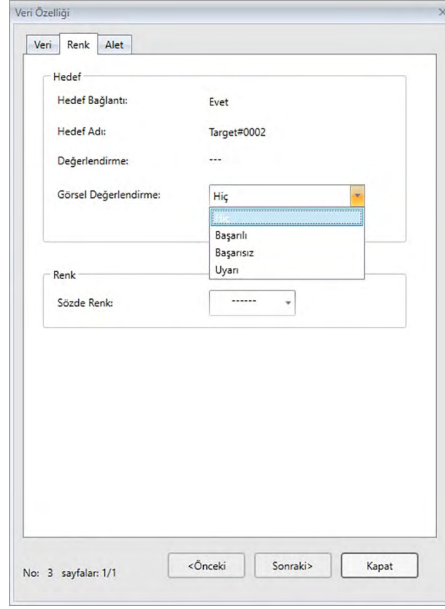 Veri Özelliği
Veri Renk Alet
Hedef
Hedef Bağlantı: Evet
Hedef Adı: Target#0002
Değerlendirme: ---
Görsel Değerlendirme: Hiç
Hiç
Başarılı
Başarısız
Uyarı
Renk
Sözde Renk: ------
No: 3 sayfalar: 1/1 <Önceki Sonraki> Kapat